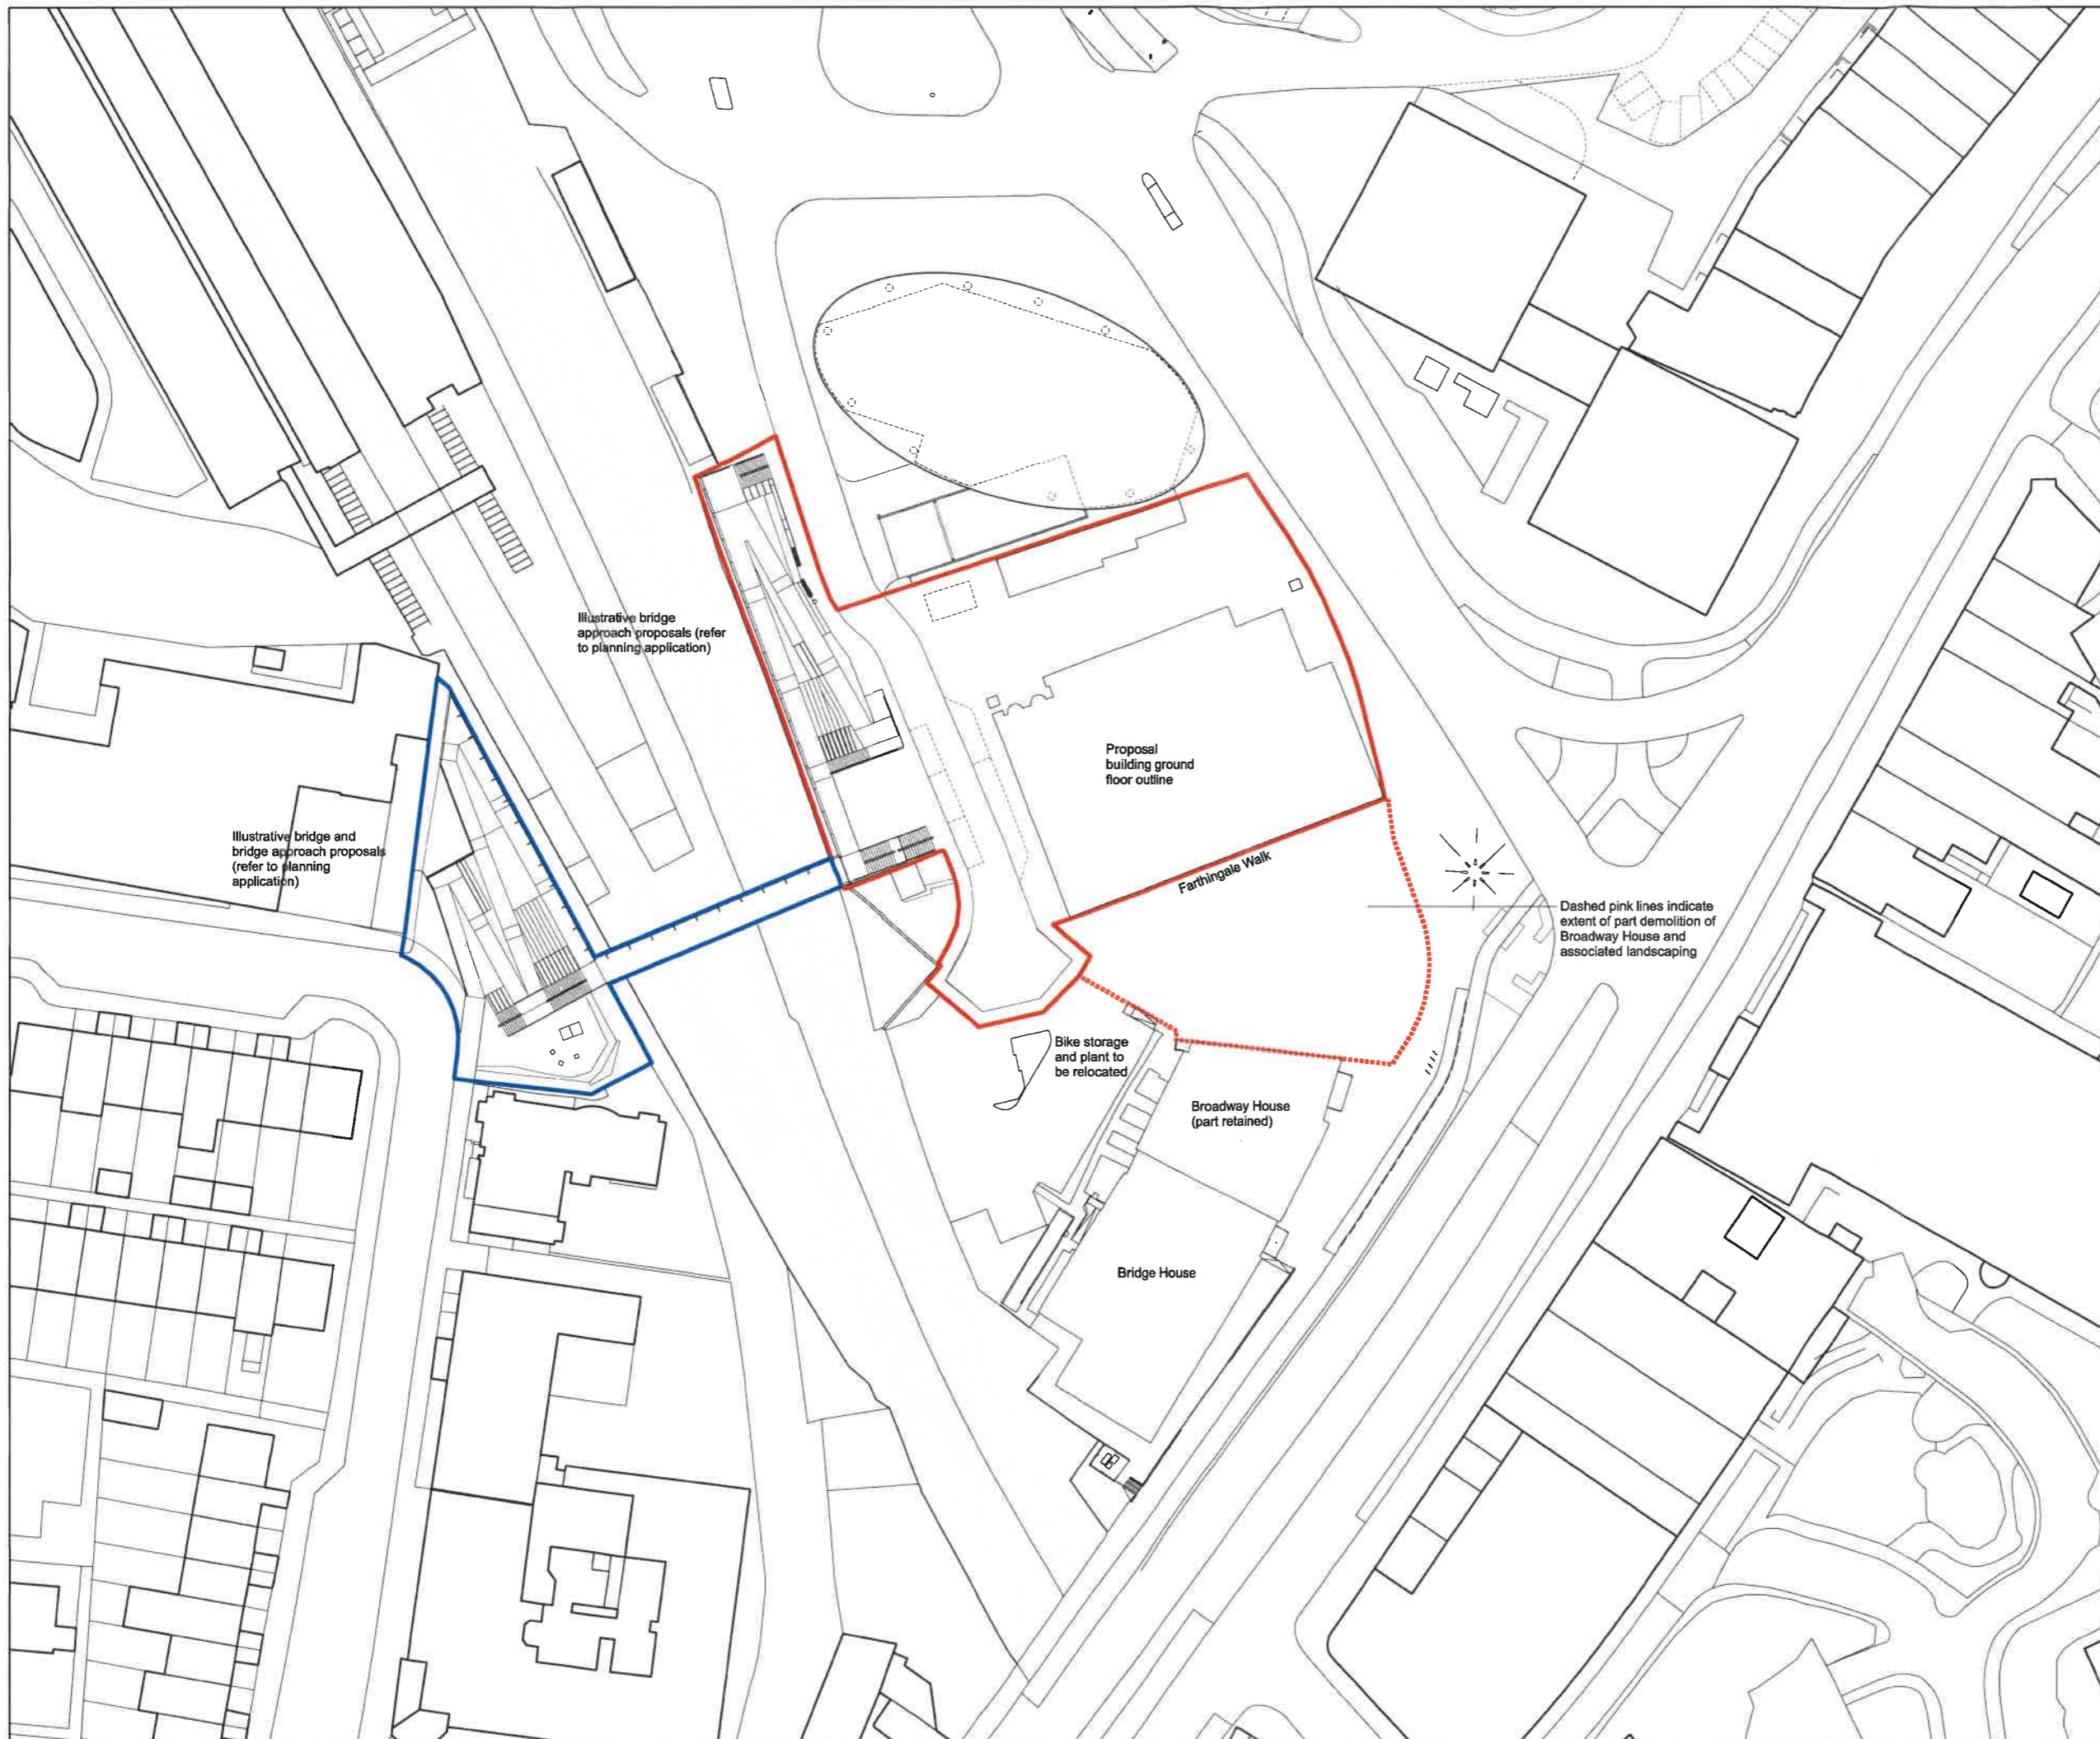 Illustrative bridge
approach proposals (refer
to planning application)
Proposal
building ground
floor outline
Illustrative bridge and
bridge approach proposals
(refer to planning
application)
Farthingale Walk
Dashed pink lines indicate
extent of part demolition of
Broadway House and
associated landscaping
Bike storage
and plant to
be relocated
Broadway House
(part retained)
Bridge House